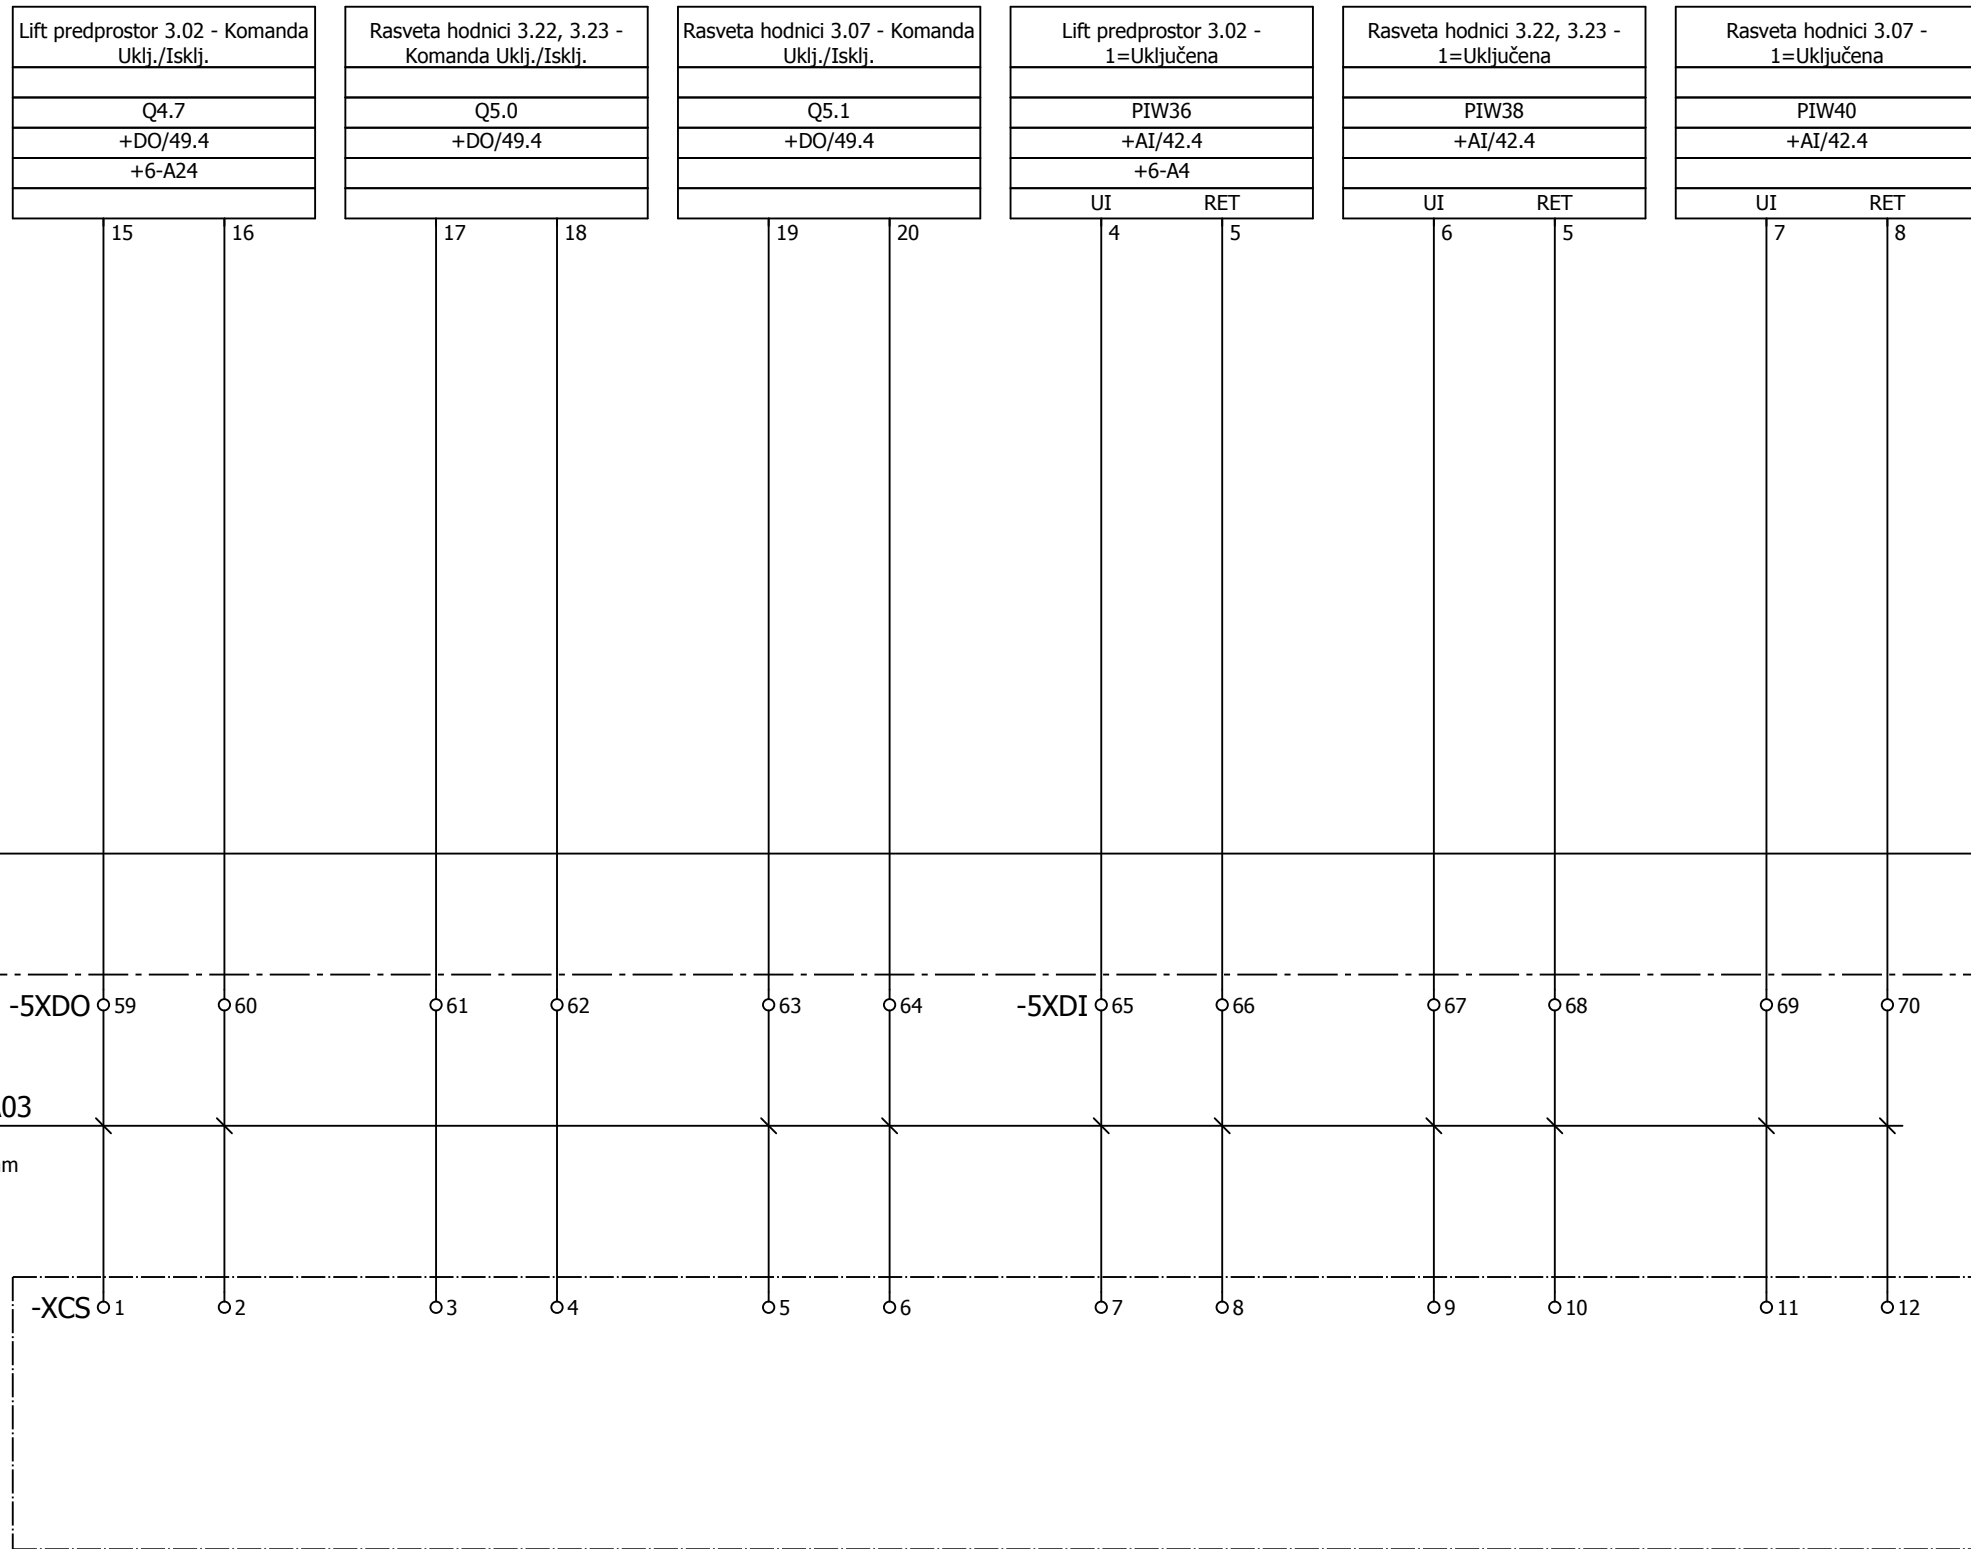 Lift predprostor 3.02 - Komanda
Uklj./Isklj.
Q4.7
+DO/49.4
+6-A24
15 16
Rasveta hodnici 3.22, 3.23 -
Komanda Uklj./Isklj.
Q5.0
+DO/49.4
17 18
Rasveta hodnici 3.07 - Komanda
Uklj./Isklj.
Q5.1
+DO/49.4
19 20
Lift predprostor 3.02 -
1=Uključena
PIW36
+AI/42.4
+6-A4
UI RET
4 5
Rasveta hodnici 3.22, 3.23 -
1=Uključena
PIW38
+AI/42.4
UI RET
6 5
Rasveta hodnici 3.07 -
1=Uključena
PIW40
+AI/42.4
UI RET
7 8
-5XDO 59 60 61 62 63 64 -5XDI 65 66 67 68 69 70
03
m
-XCS 1 2 3 4 5 6 7 8 9 10 11 12